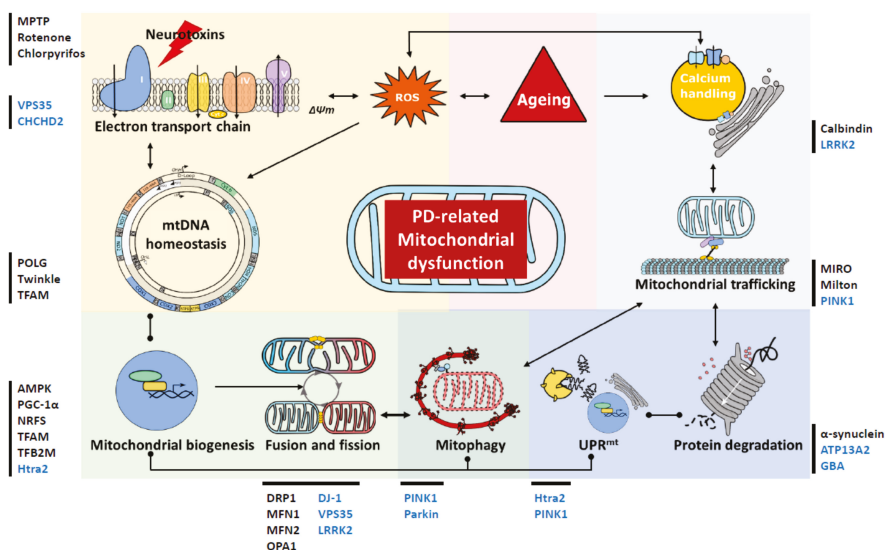 MPTP
Rotenone
Chlorpyrifos
VPS35
CHCHD2
POLG
Twinkle
TFAM
AMPK
PGC-1α
NRFS
TFAM
TFB2M
Htra2
Neurotoxins
I
II
III
IV
V
ΔΨm
Electron transport chain
ROS
Ageing
Calcium
handling
mtDNA
homeostasis
PD-related
Mitochondrial
dysfunction
Mitochondrial trafficking
Mitochondrial biogenesis
Fusion and fission
Mitophagy
UPRmt
Protein degradation
Calbindin
LRRK2
MIRO
Milton
PINK1
α-synuclein
ATP13A2
GBA
DRP1 DJ-1
MFN1 VPS35
MFN2 LRRK2
OPA1
PINK1
Parkin
Htra2
PINK1